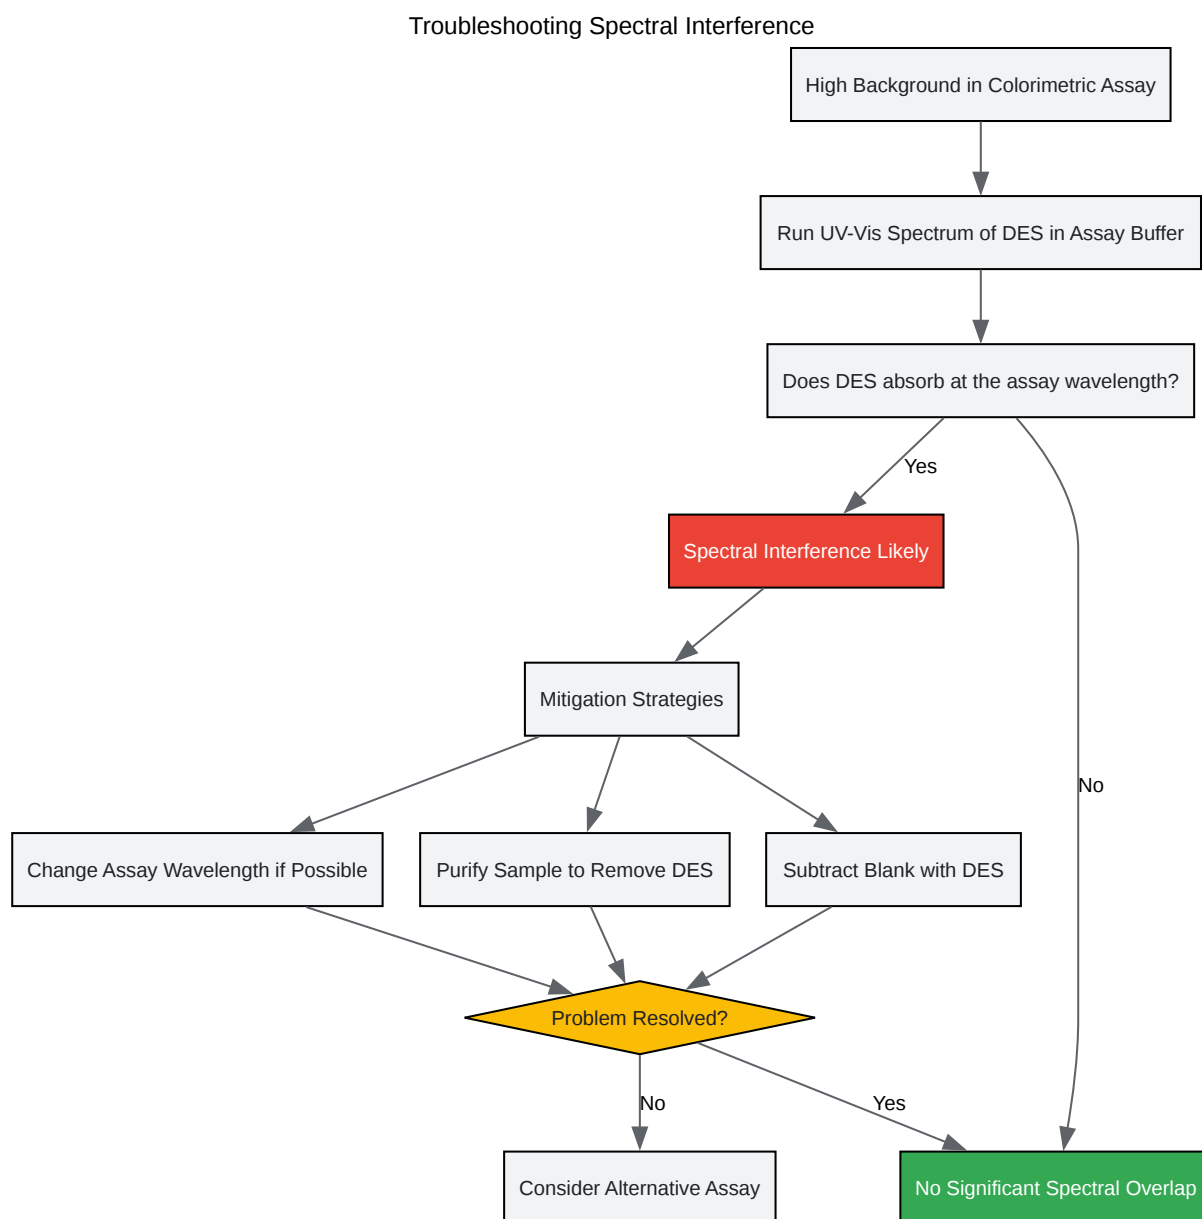 Troubleshooting Spectral Interference
High Background in Colorimetric Assay
Run UV-Vis Spectrum of DES in Assay Buffer
Does DES absorb at the assay wavelength?
Yes
Spectral Interference Likely
Mitigation Strategies
No
Change Assay Wavelength if Possible
Purify Sample to Remove DES
Subtract Blank with DES
Problem Resolved?
No
Yes
Consider Alternative Assay
No Significant Spectral Overlap